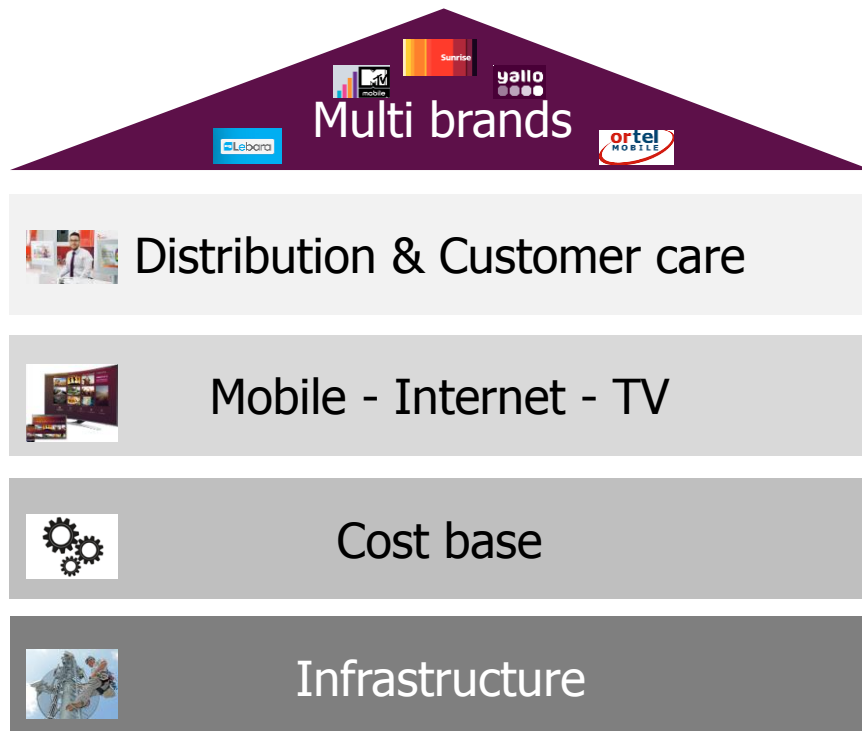 Sunrise
MTV
mobile
yallo
Multi brands
Lebara
ortel
MOBILE
Distribution & Customer care
Mobile - Internet - TV
Cost base
Infrastructure